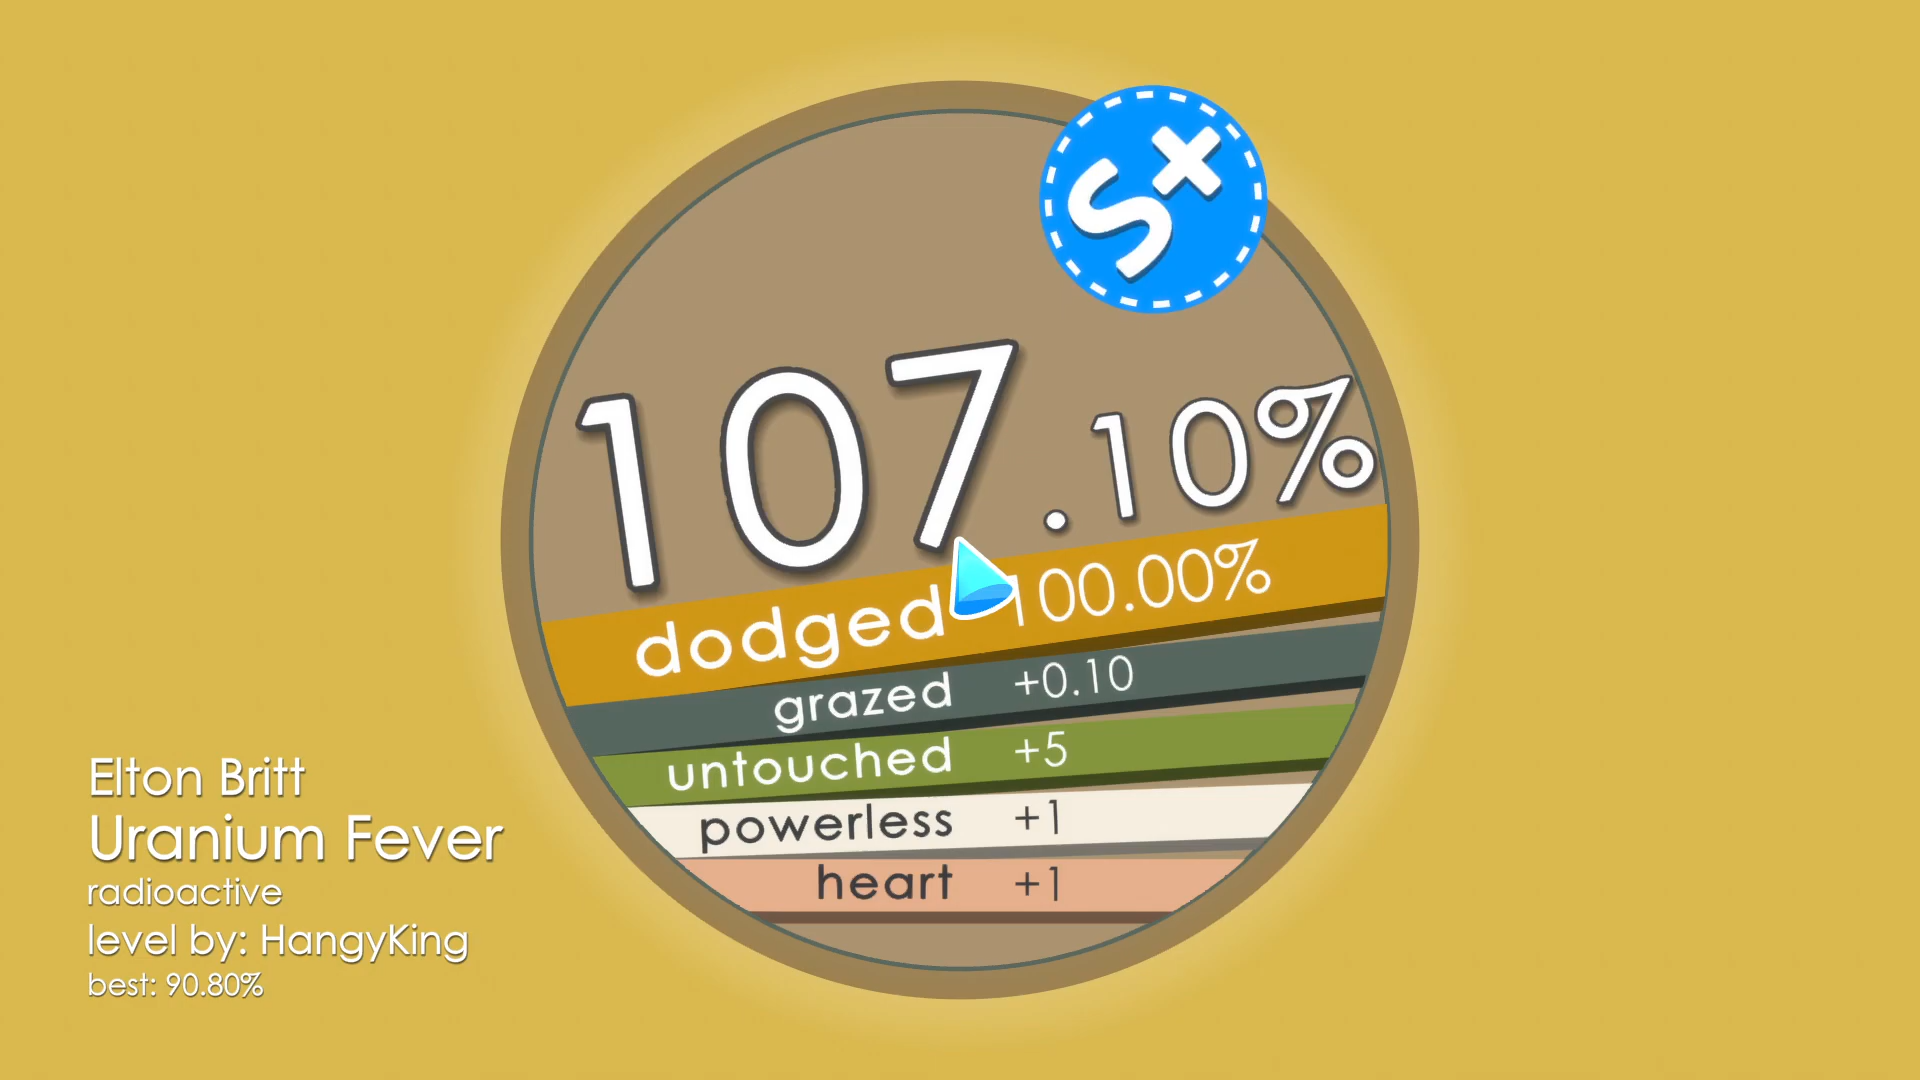 S+
107.10%
dodged 100.00%
grazed +0.10
untouched +5
powerless +1
heart +1
Elton Britt
Uranium Fever
radioactive
level by: HangyKing
best: 90.80%